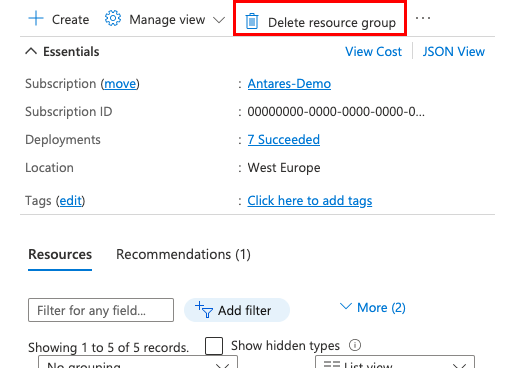 Create Manage view Delete resource group ...
Essentials View Cost JSON View
Subscription (move) : Antares-Demo
Subscription ID : 00000000-0000-0000-0000-0...
Deployments : 7 Succeeded
Location : West Europe
Tags (edit) : Click here to add tags
Resources Recommendations (1)
Filter for any field... Add filter More (2)
Showing 1 to 5 of 5 records. Show hidden types
No grouping List view